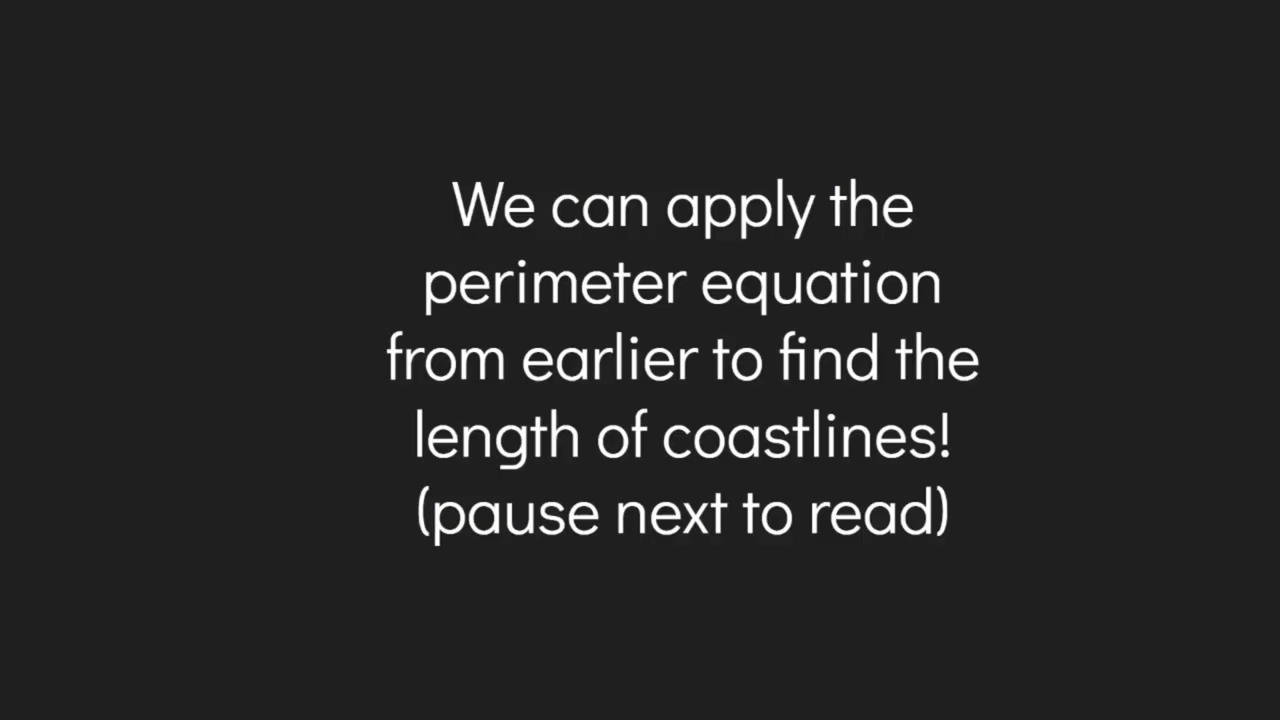 We can apply the
perimeter equation
from earlier to find the
length of coastlines!
(pause next to read)